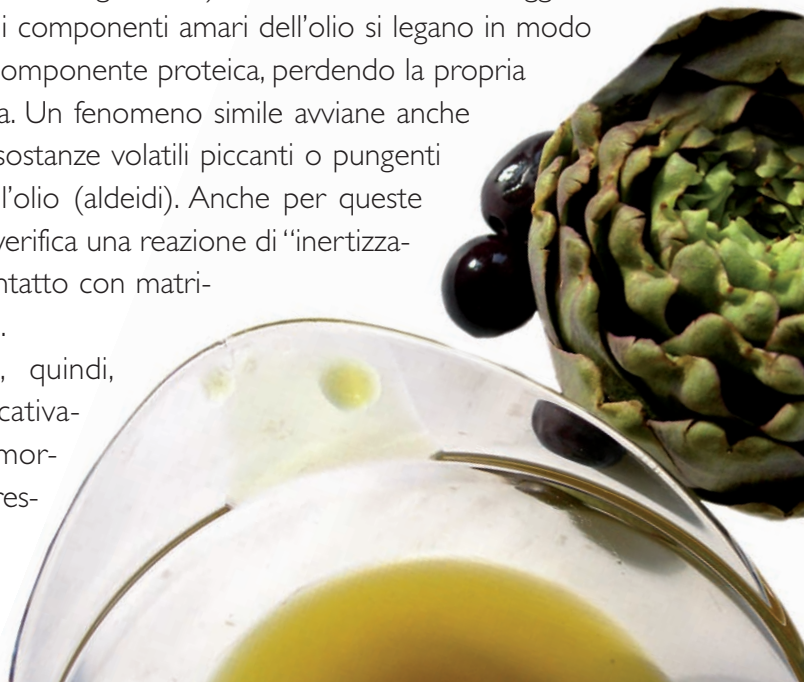 i componenti amari dell'olio si legano in modo
omponente proteica, perdendo la propria
a. Un fenomeno simile avviane anche
sostanze volatili piccanti o pungenti
l'olio (aldeidi). Anche per queste
verifica una reazione di “inertizza-
ntatto con matri-
.
, quindi,
cativa-
mor-
res-